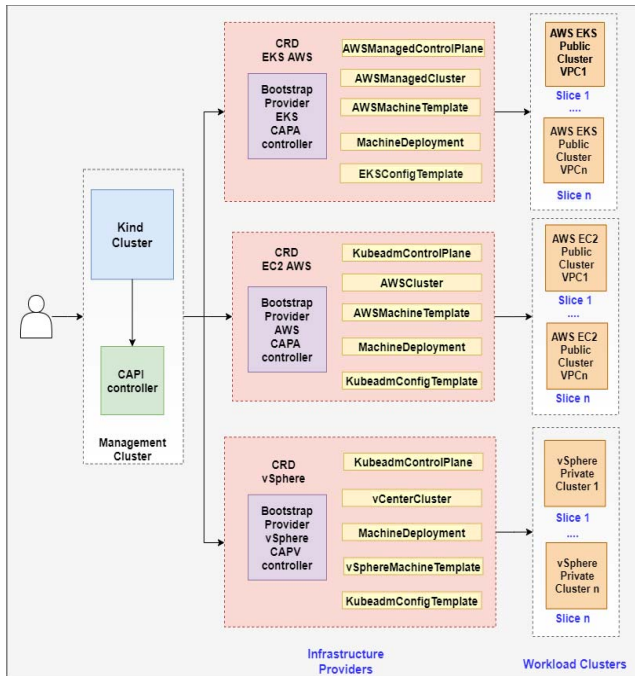 CRD
EKS AWS
Bootstrap
Provider
EKS
CAPA
controller
AWSManagedControlPlane
AWSManagedCluster
AWSMachineTemplate
MachineDeployment
EKSConfigTemplate
AWS EKS
Public
Cluster
VPC1
Slice 1
....
AWS EKS
Public
Cluster
VPCn
Slice n
Kind
Cluster
CAPI
controller
Management
Cluster
CRD
EC2 AWS
Bootstrap
Provider
AWS
CAPA
controller
KubeadmControlPlane
AWSCluster
AWSMachineTemplate
MachineDeployment
KubeadmConfigTemplate
AWS EC2
Public
Cluster
VPC1
Slice 1
....
AWS EC2
Public
Cluster
VPCn
Slice n
CRD
vSphere
Bootstrap
Provider
vSphere
CAPV
controller
KubeadmControlPlane
vCenterCluster
MachineDeployment
vSphereMachineTemplate
KubeadmConfigTemplate
vSphere
Private
Cluster 1
Slice 1
....
vSphere
Private
Cluster n
Slice n
Infrastructure
Providers
Workload Clusters